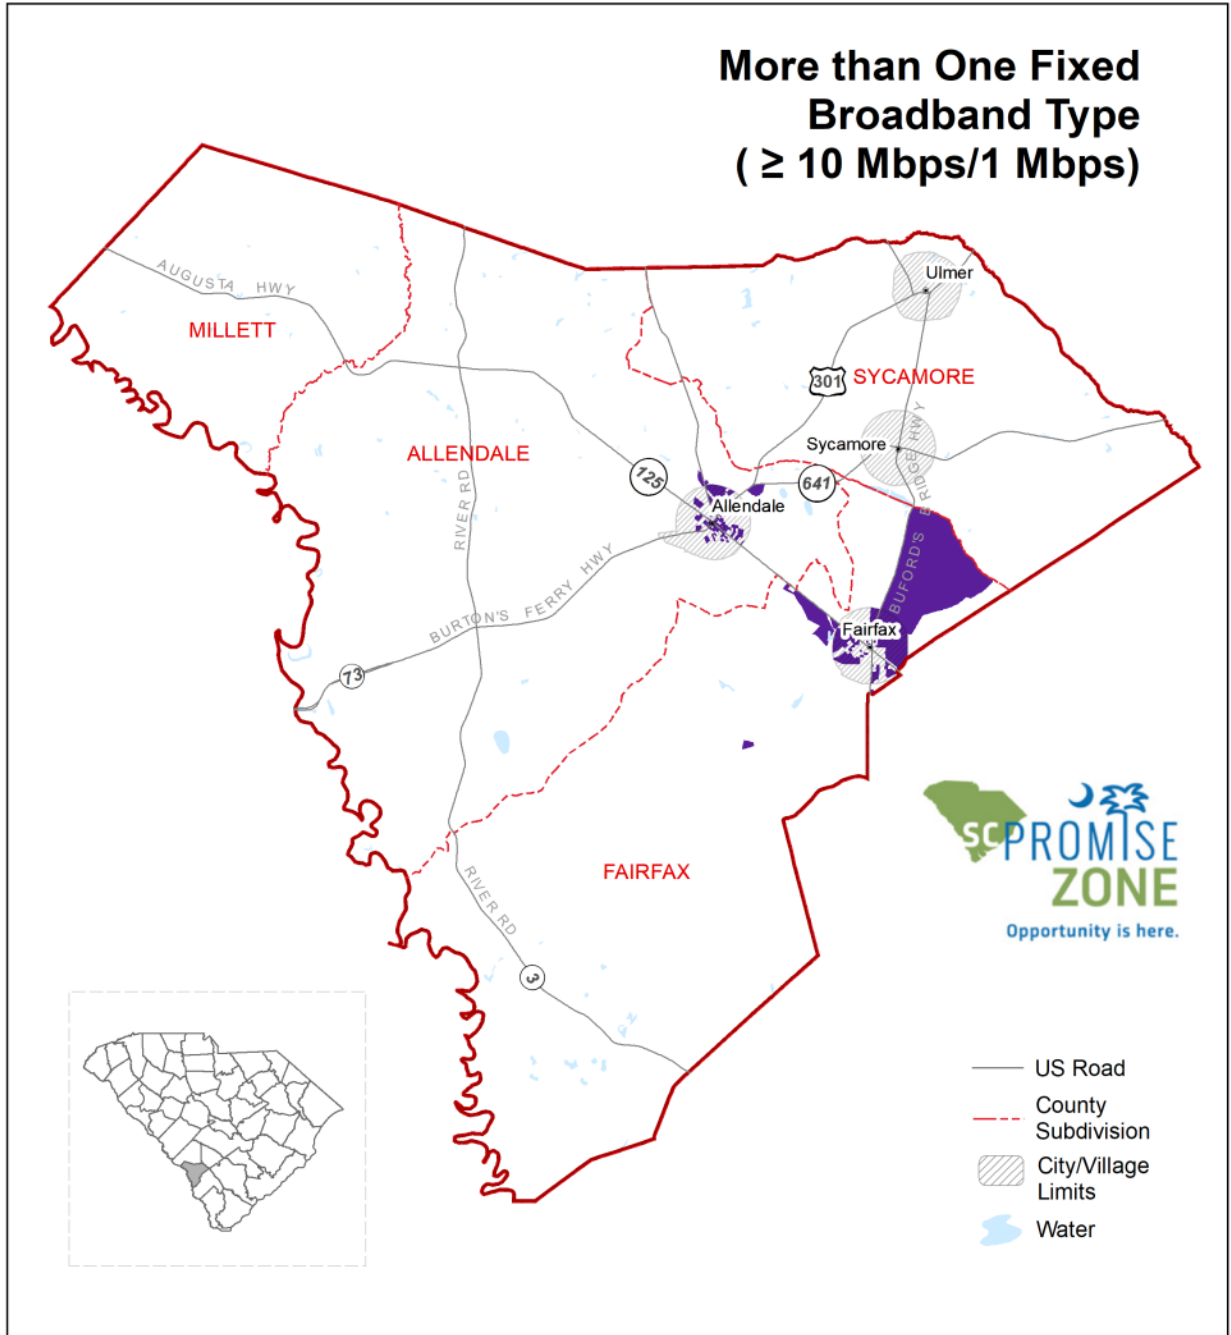 More than One Fixed
Broadband Type
( ≥ 10 Mbps/1 Mbps)
Ulmer
AUGUSTA HWY
MILLETT
301
SYCAMORE
Sycamore
ALLENDALE
RIVER RD
125
641
BUFORD'S BRIDGE HWY
Allendale
BURTON'S FERRY HWY
Fairfax
73
FAIRFAX
SC PROMISE
ZONE
Opportunity is here.
RIVER RD
3
US Road
County
Subdivision
City/Village
Limits
Water